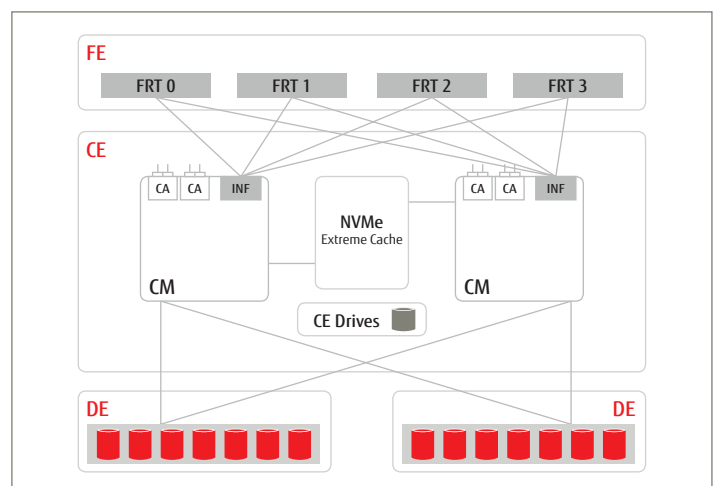 FE
FRT 0
FRT 1
FRT 2
FRT 3
CE
CA
CA
INF
CA
CA
INF
NVMe
Extreme Cache
CM
CM
CE Drives
DE
DE